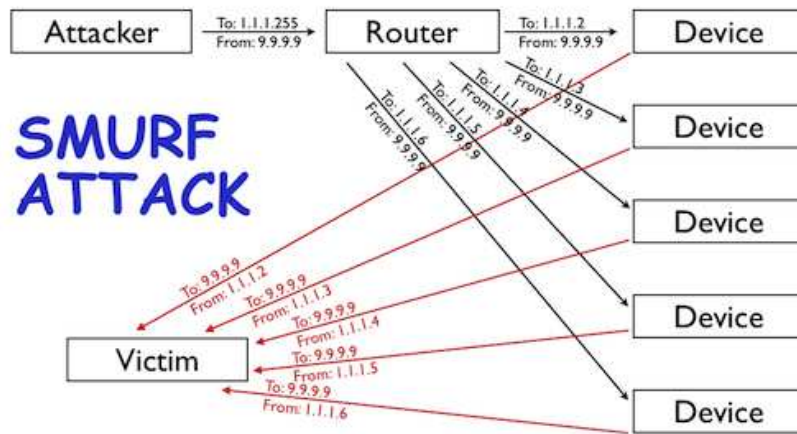 Attacker
To: 1.1.1.255
From: 9.9.9.9
Router
To: 1.1.1.2
From: 9.9.9.9
Device
To: 1.1.1.3
From: 9.9.9.9
Device
To: 1.1.1.4
From: 9.9.9.9
Device
To: 1.1.1.5
From: 9.9.9.9
Device
To: 1.1.1.6
From: 9.9.9.9
Device
SMURF
ATTACK
To: 9.9.9.9
From: 1.1.1.2
To: 9.9.9.9
From: 1.1.1.3
To: 9.9.9.9
From: 1.1.1.4
To: 9.9.9.9
From: 1.1.1.5
To: 9.9.9.9
From: 1.1.1.6
Victim